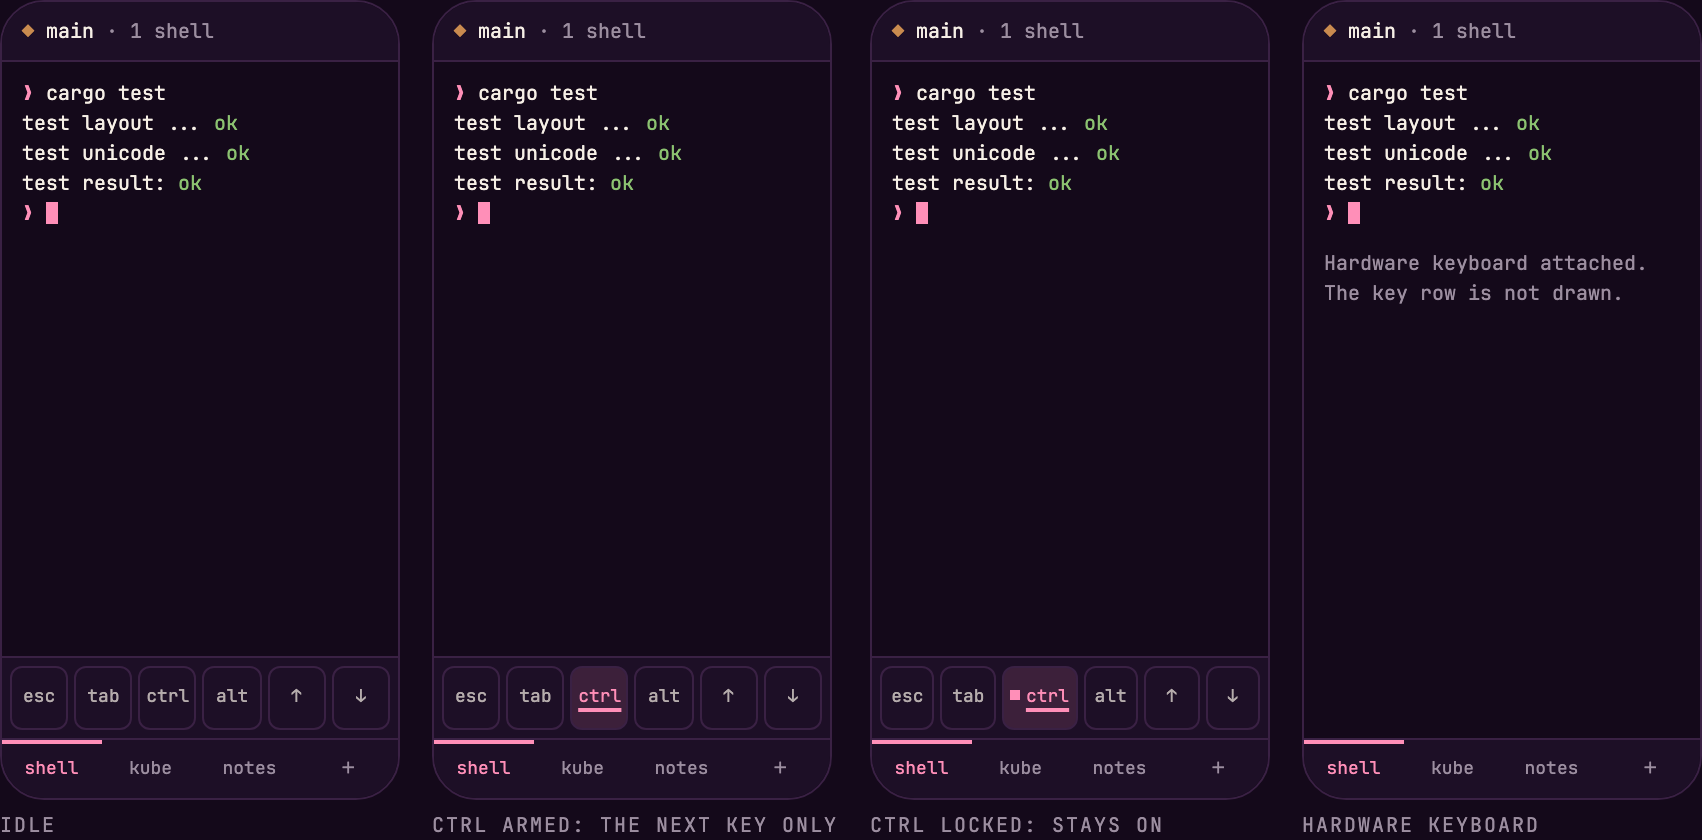 ◆ main · 1 shell
❯ cargo test
test layout ... ok
test unicode ... ok
test result: ok
❯
esc tab ctrl alt ↑ ↓
shell kube notes +
IDLE
◆ main · 1 shell
❯ cargo test
test layout ... ok
test unicode ... ok
test result: ok
❯
esc tab ctrl alt ↑ ↓
shell kube notes +
CTRL ARMED: THE NEXT KEY ONLY
◆ main · 1 shell
❯ cargo test
test layout ... ok
test unicode ... ok
test result: ok
❯
esc tab ctrl alt ↑ ↓
shell kube notes +
CTRL LOCKED: STAYS ON
◆ main · 1 shell
❯ cargo test
test layout ... ok
test unicode ... ok
test result: ok
❯
Hardware keyboard attached.
The key row is not drawn.
shell kube notes +
HARDWARE KEYBOARD